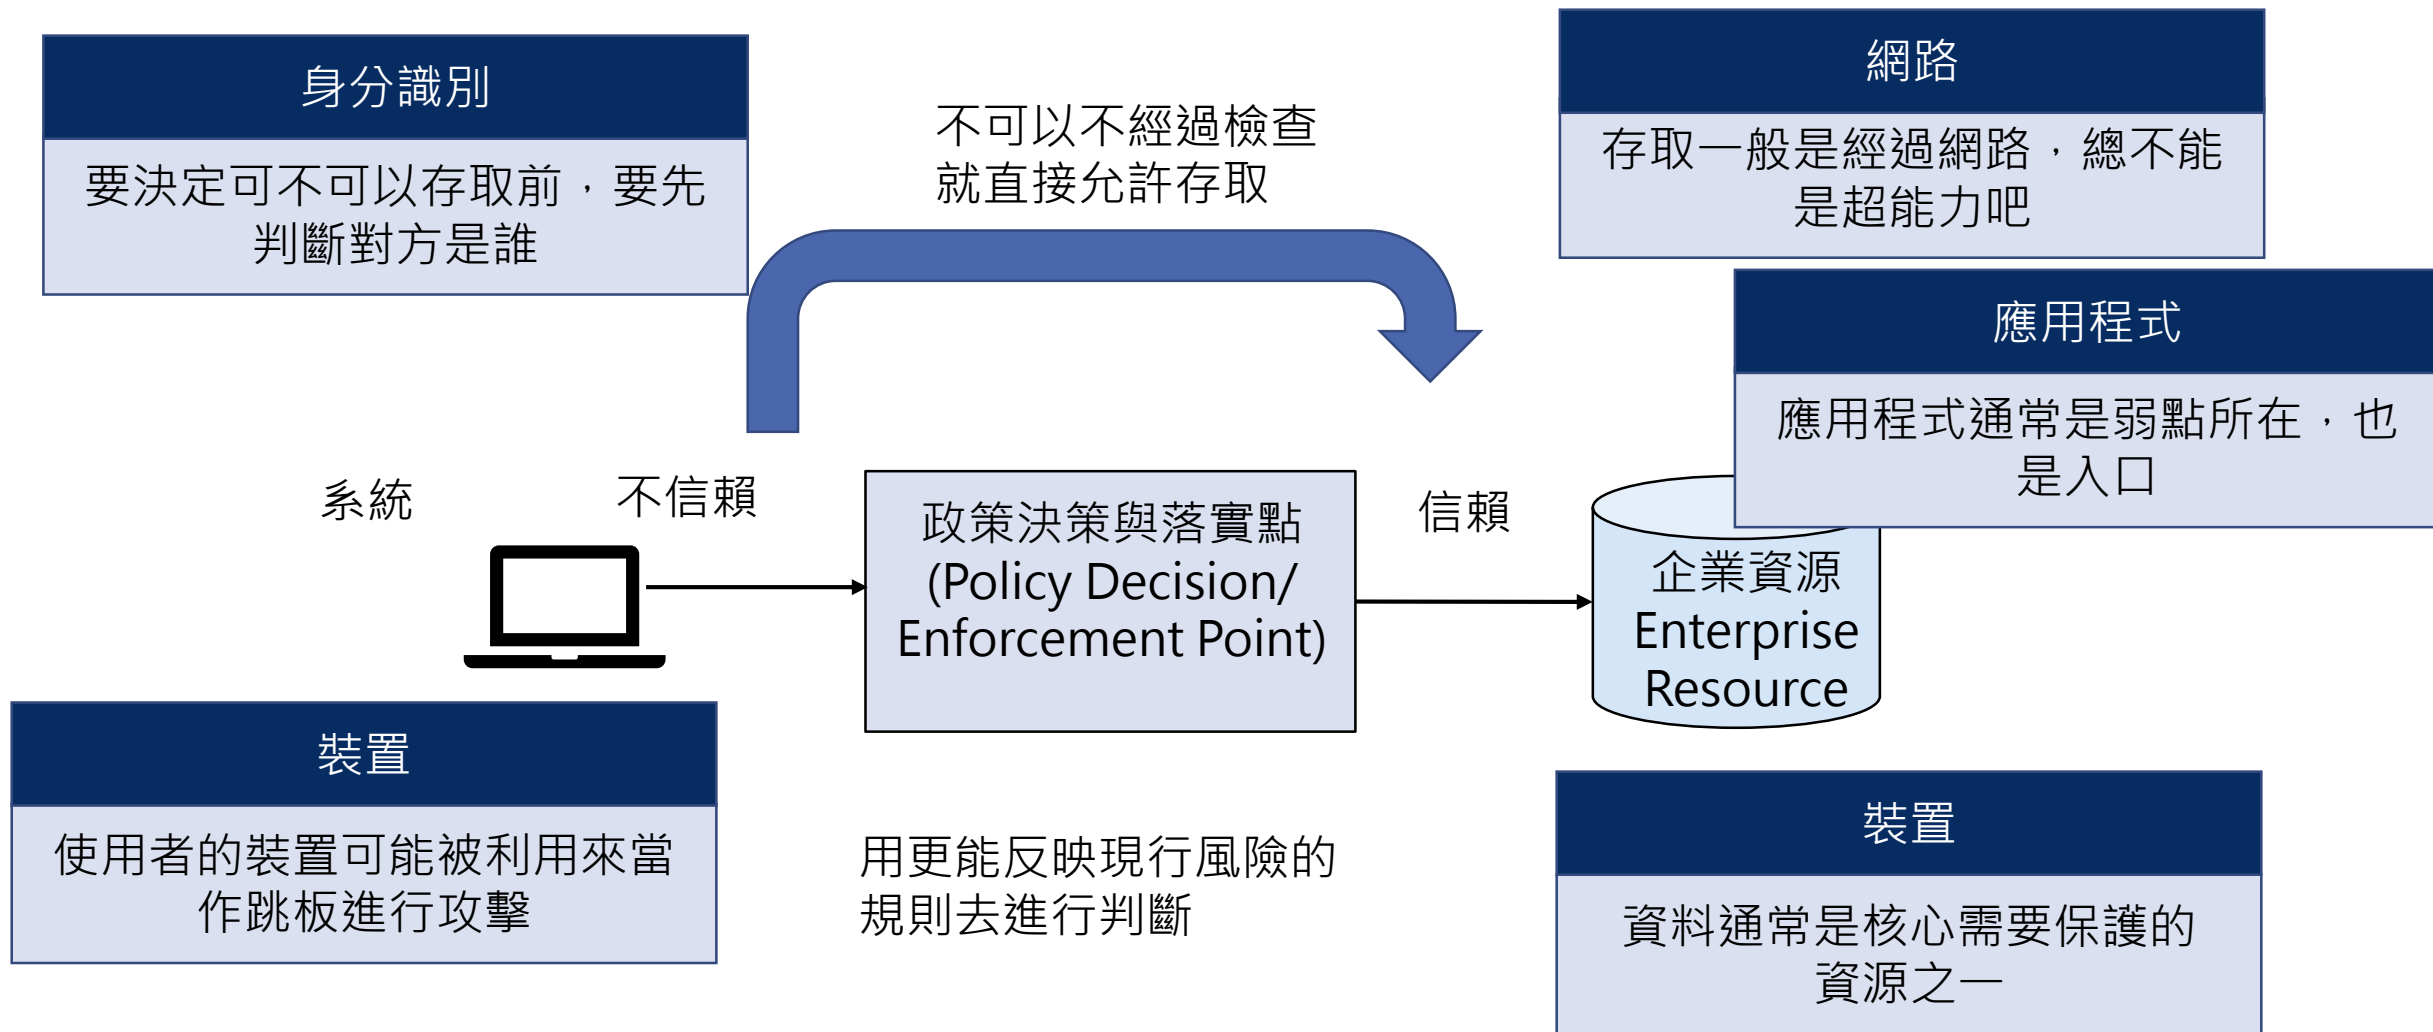 身分識別
要決定可不可以存取前，要先
判斷對方是誰
不可以不經過檢查
就直接允許存取
網路
存取一般是經過網路，總不能
是超能力吧
應用程式
應用程式通常是弱點所在，也
是入口
系統
不信賴
政策決策與落實點
(Policy Decision/
Enforcement Point)
信賴
企業資源
Enterprise
Resource
裝置
使用者的裝置可能被利用來當
作跳板進行攻擊
用更能反映現行風險的
規則去進行判斷
裝置
資料通常是核心需要保護的
資源之一